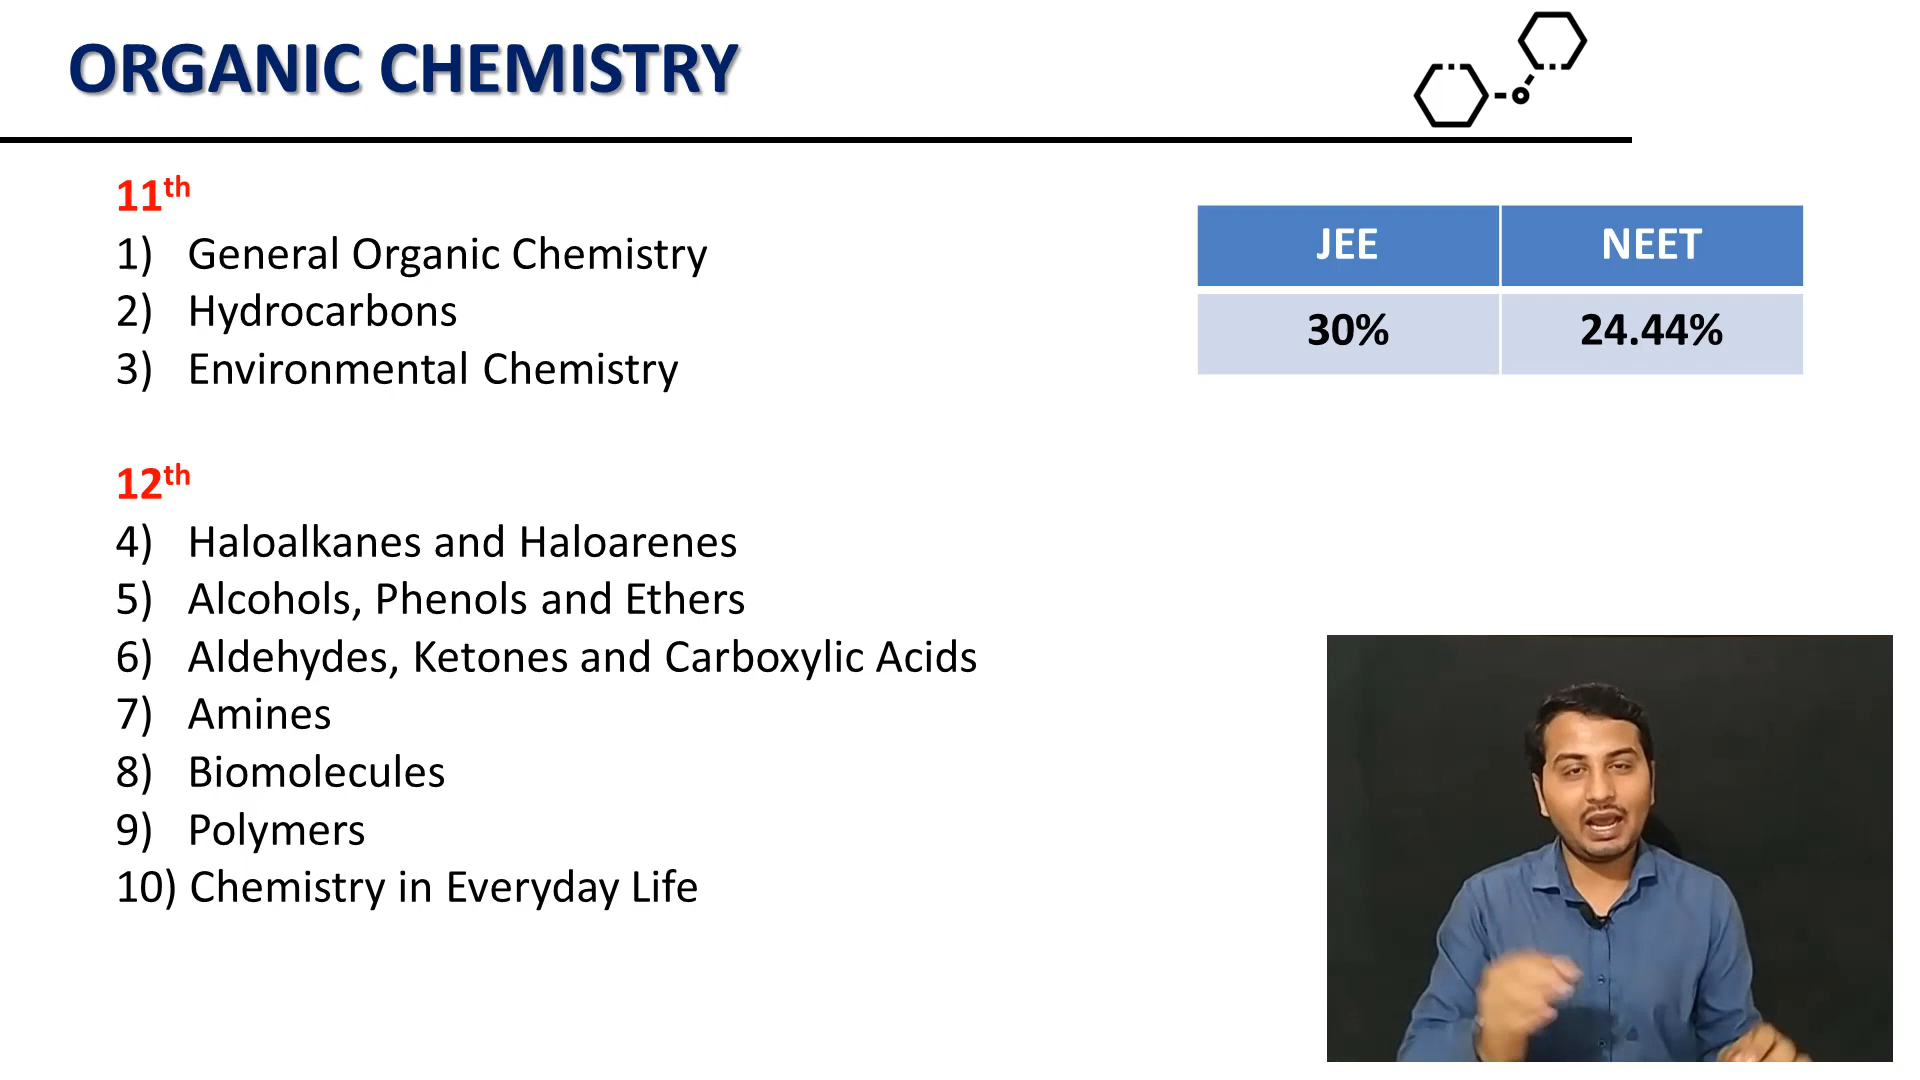 ORGANIC CHEMISTRY
11th
1) General Organic Chemistry
2) Hydrocarbons
3) Environmental Chemistry
12th
4) Haloalkanes and Haloarenes
5) Alcohols, Phenols and Ethers
6) Aldehydes, Ketones and Carboxylic Acids
7) Amines
8) Biomolecules
9) Polymers
10) Chemistry in Everyday Life
JEE NEET
30% 24.44%